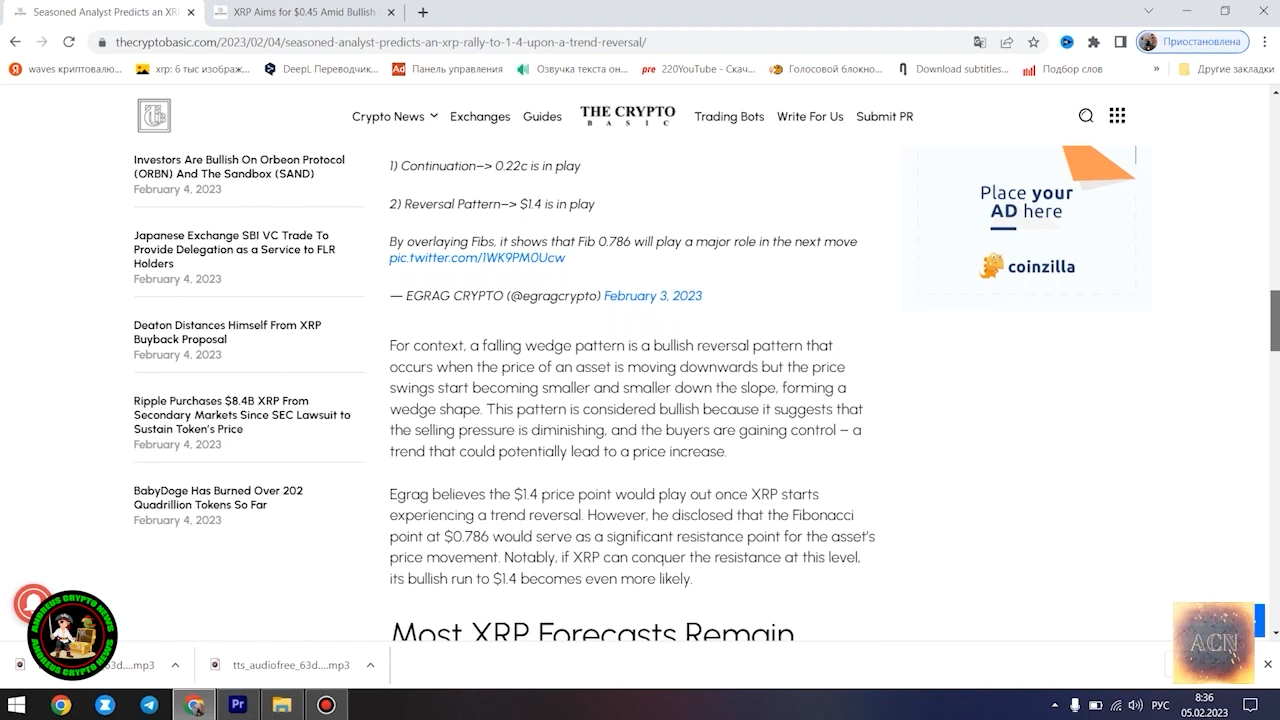 Seasoned Analyst Predicts an XRI
XRP Aims for $0.45 Amid Bullish
thecryptobasic.com/2023/02/04/seasoned-analyst-predicts-an-xrp-rally-to-1-4-upon-a-trend-reversal/
Приостановлена
waves криптовалю...
xrp: 6 тыс изображ...
DeepL Переводчик...
Панель управления
Озвучка текста он...
220YouTube - Скач...
Голосовой блокно...
Download subtitles...
Подбор слов
»
Другие закладки
Crypto News
Exchanges
Guides
THE CRYPTO
BASIC
Trading Bots
Write For Us
Submit PR
Investors Are Bullish On Orbeon Protocol
(ORBN) And The Sandbox (SAND)
February 4, 2023
Japanese Exchange SBI VC Trade To
Provide Delegation as a Service to FLR
Holders
February 4, 2023
Deaton Distances Himself From XRP
Buyback Proposal
February 4, 2023
Ripple Purchases $8.4B XRP From
Secondary Markets Since SEC Lawsuit to
Sustain Token's Price
February 4, 2023
BabyDoge Has Burned Over 202
Quadrillion Tokens So Far
February 4, 2023
1) Continuation–> 0.22c is in play
2) Reversal Pattern–> $1.4 is in play
By overlaying Fibs, it shows that Fib 0.786 will play a major role in the next move
pic.twitter.com/1WK9PM0Ucw
— EGRAG CRYPTO (@egragcrypto) February 3, 2023
For context, a falling wedge pattern is a bullish reversal pattern that
occurs when the price of an asset is moving downwards but the price
swings start becoming smaller and smaller down the slope, forming a
wedge shape. This pattern is considered bullish because it suggests that
the selling pressure is diminishing, and the buyers are gaining control – a
trend that could potentially lead to a price increase.
Egrag believes the $1.4 price point would play out once XRP starts
experiencing a trend reversal. However, he disclosed that the Fibonacci
point at $0.786 would serve as a significant resistance point for the asset's
price movement. Notably, if XRP can conquer the resistance at this level,
its bullish run to $1.4 becomes even more likely.
Most XRP Forecasts Remain
Place your
AD here
coinzilla
ANDREUS CRYPTO NEWS
ANDREUS CRYPTO NEWS
ACN
63d....mp3
tts_audiofree_63d....mp3
РУС
8:36
05.02.2023